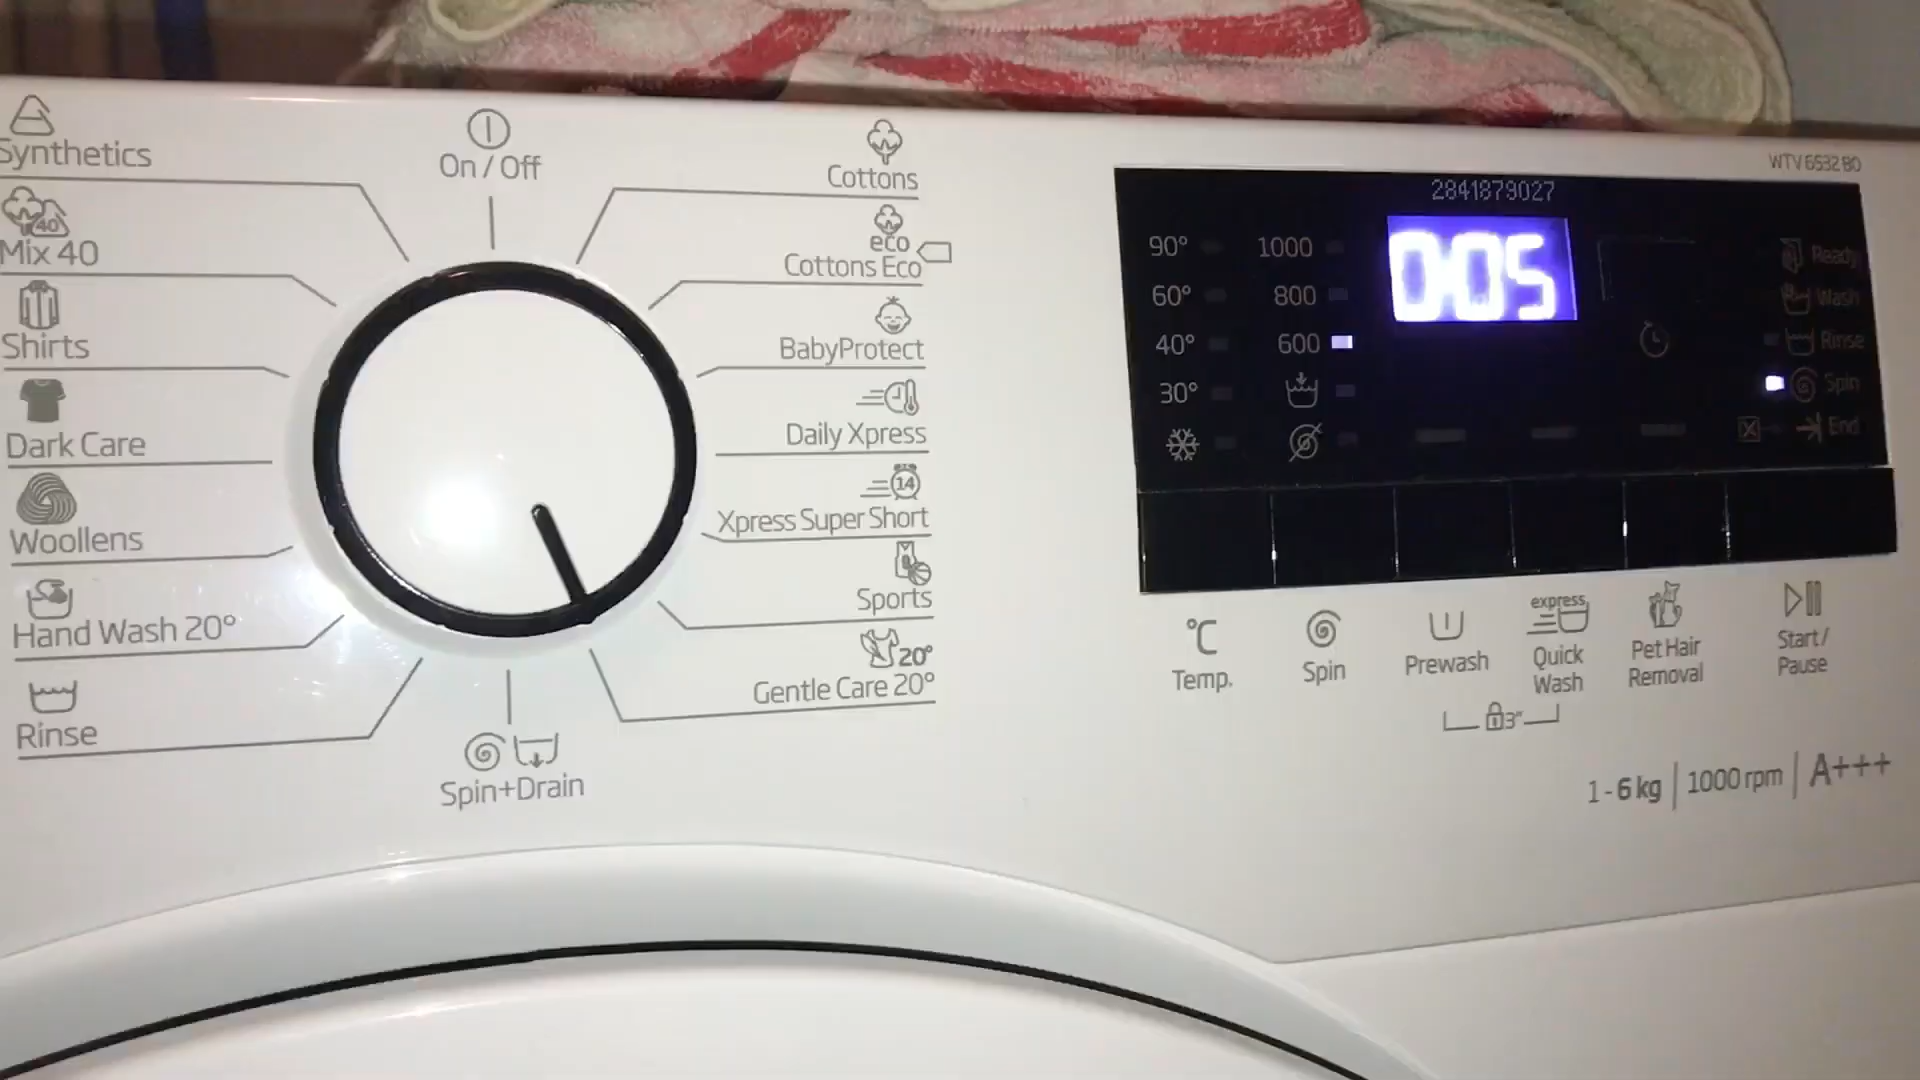 Synthetics
Mix 40
40
Shirts
Dark Care
Woollens
Hand Wash 20°
Rinse
On / Off
Spin+Drain
Cottons
eco
Cottons Eco
BabyProtect
Daily Xpress
14
Xpress Super Short
Sports
20°
Gentle Care 20°
WTV 6532 B0
2841879027
90°
60°
40°
30°
1000
800
600
0:05
Ready
Wash
Rinse
Spin
End
°C
Temp.
Spin
Prewash
express
Quick
Wash
Pet Hair
Removal
Start/
Pause
3"
1 - 6 kg | 1000 rpm | A+++